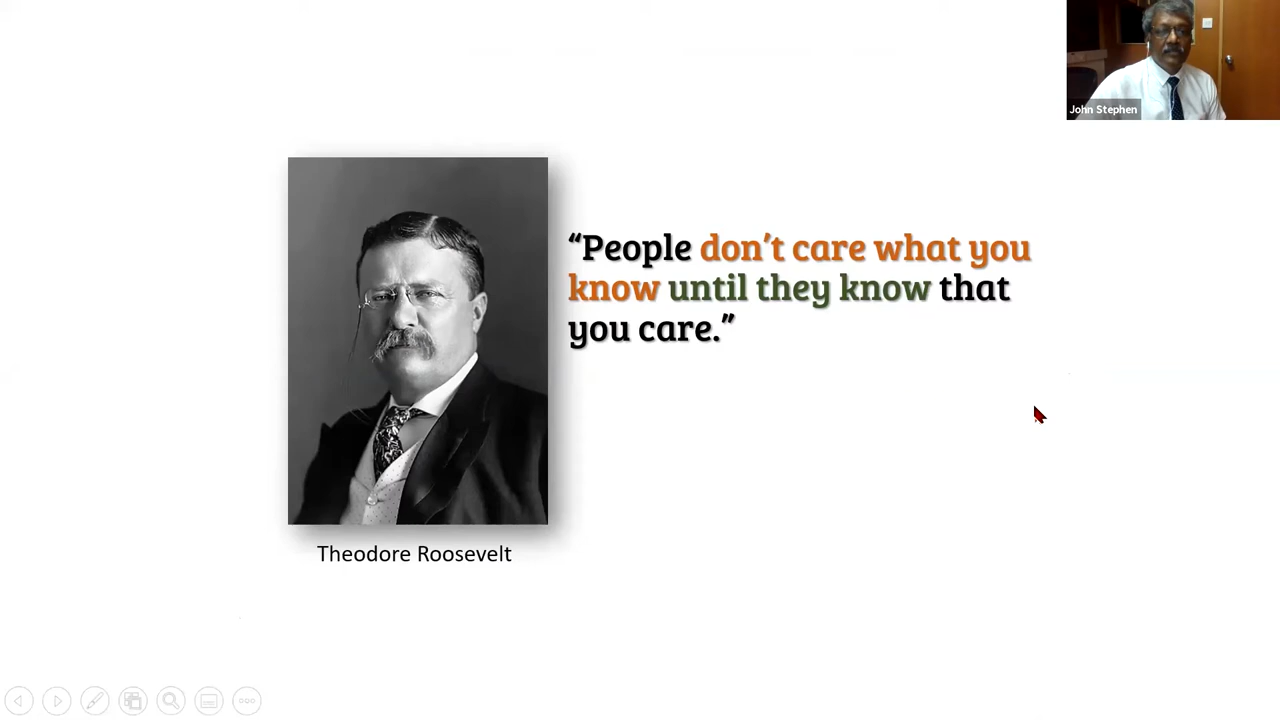 John Stephen
“People don’t care what you
know until they know that
you care.”
Theodore Roosevelt